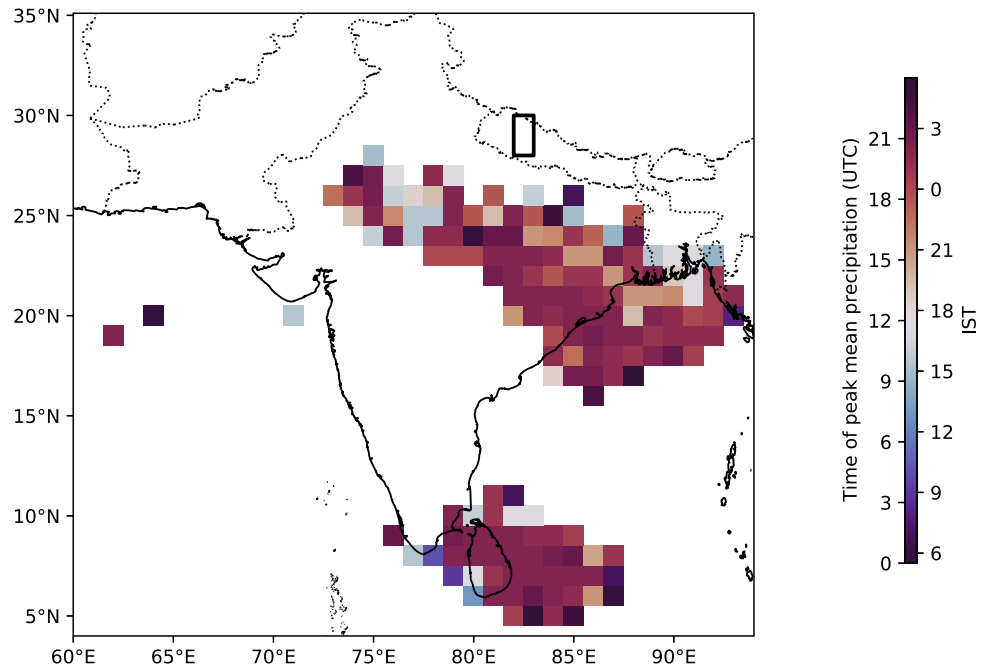 35°N
30°N
25°N
20°N
15°N
10°N
5°N
60°E
65°E
70°E
75°E
80°E
85°E
90°E
Time of peak mean precipitation (UTC)
21
18
15
12
9
6
3
0
3
0
21
18
15
12
9
6
IST